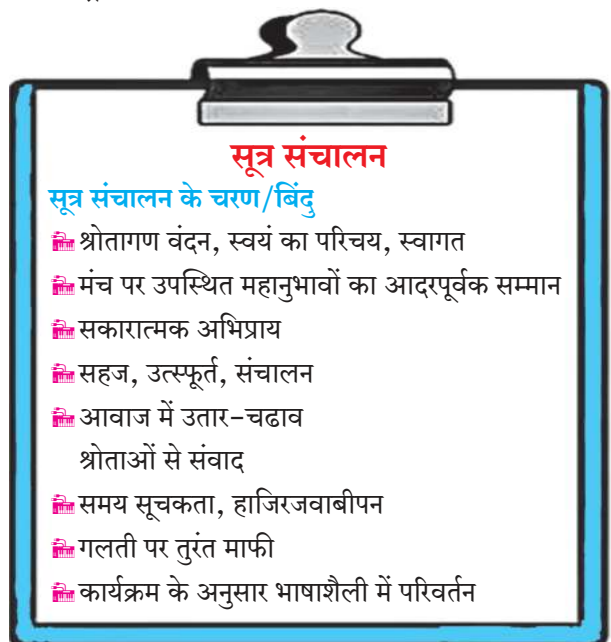 सूत्र संचालन
सूत्र संचालन के चरण/बिंदु
श्रोतागण वंदन, स्वयं का परिचय, स्वागत
मंच पर उपस्थित महानुभावों का आदरपूर्वक सम्मान
सकारात्मक अभिप्राय
सहज, उत्स्फूर्त, संचालन
आवाज में उतार-चढाव
श्रोताओं से संवाद
समय सूचकता, हाजिरजवाबीपन
गलती पर तुरंत माफी
कार्यक्रम के अनुसार भाषाशैली में परिवर्तन